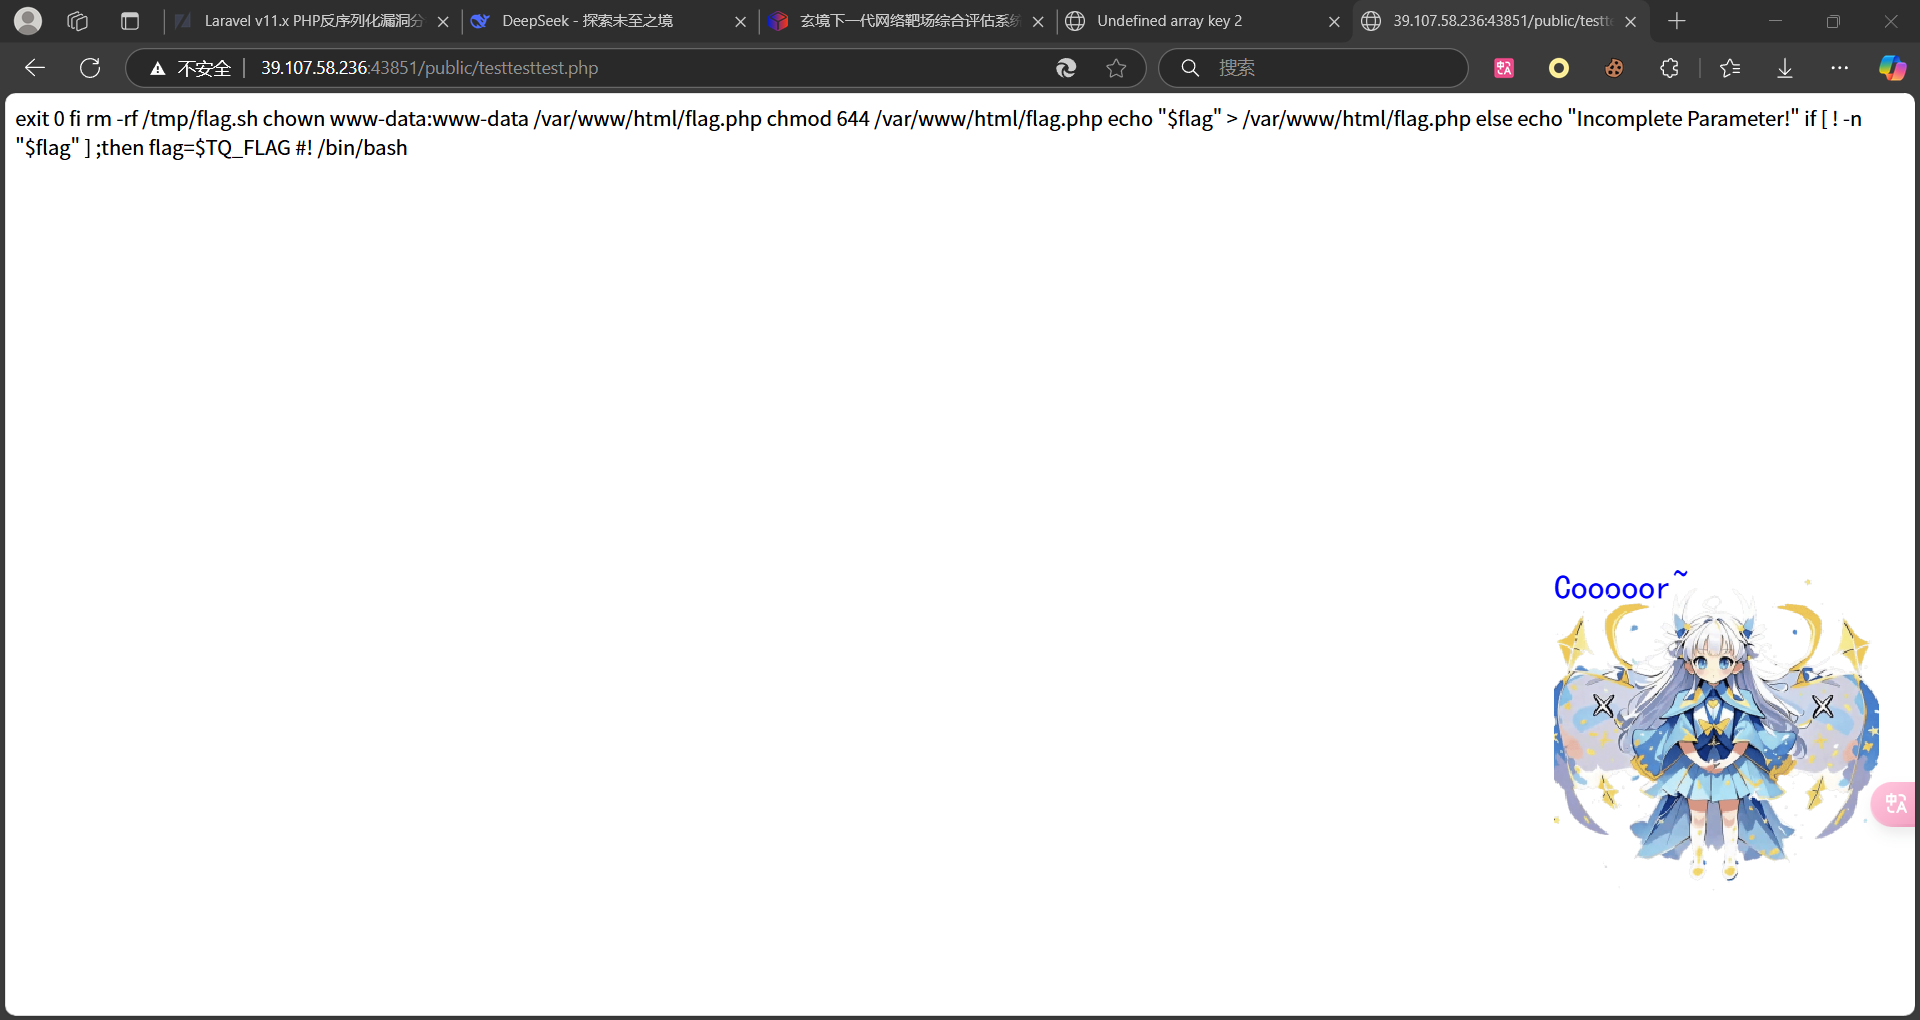 Laravel v11.x PHP反序列化漏洞分
DeepSeek - 探索未至之境
玄境下一代网络靶场综合评估系统
Undefined array key 2
39.107.58.236:43851/public/testt
不安全
39.107.58.236:43851/public/testtesttest.php
搜索
exit 0 fi rm -rf /tmp/flag.sh chown www-data:www-data /var/www/html/flag.php chmod 644 /var/www/html/flag.php echo "$flag" > /var/www/html/flag.php else echo "Incomplete Parameter!" if [ ! -n
"$flag" ] ;then flag=$TQ_FLAG #! /bin/bash
Cooooor~
中A